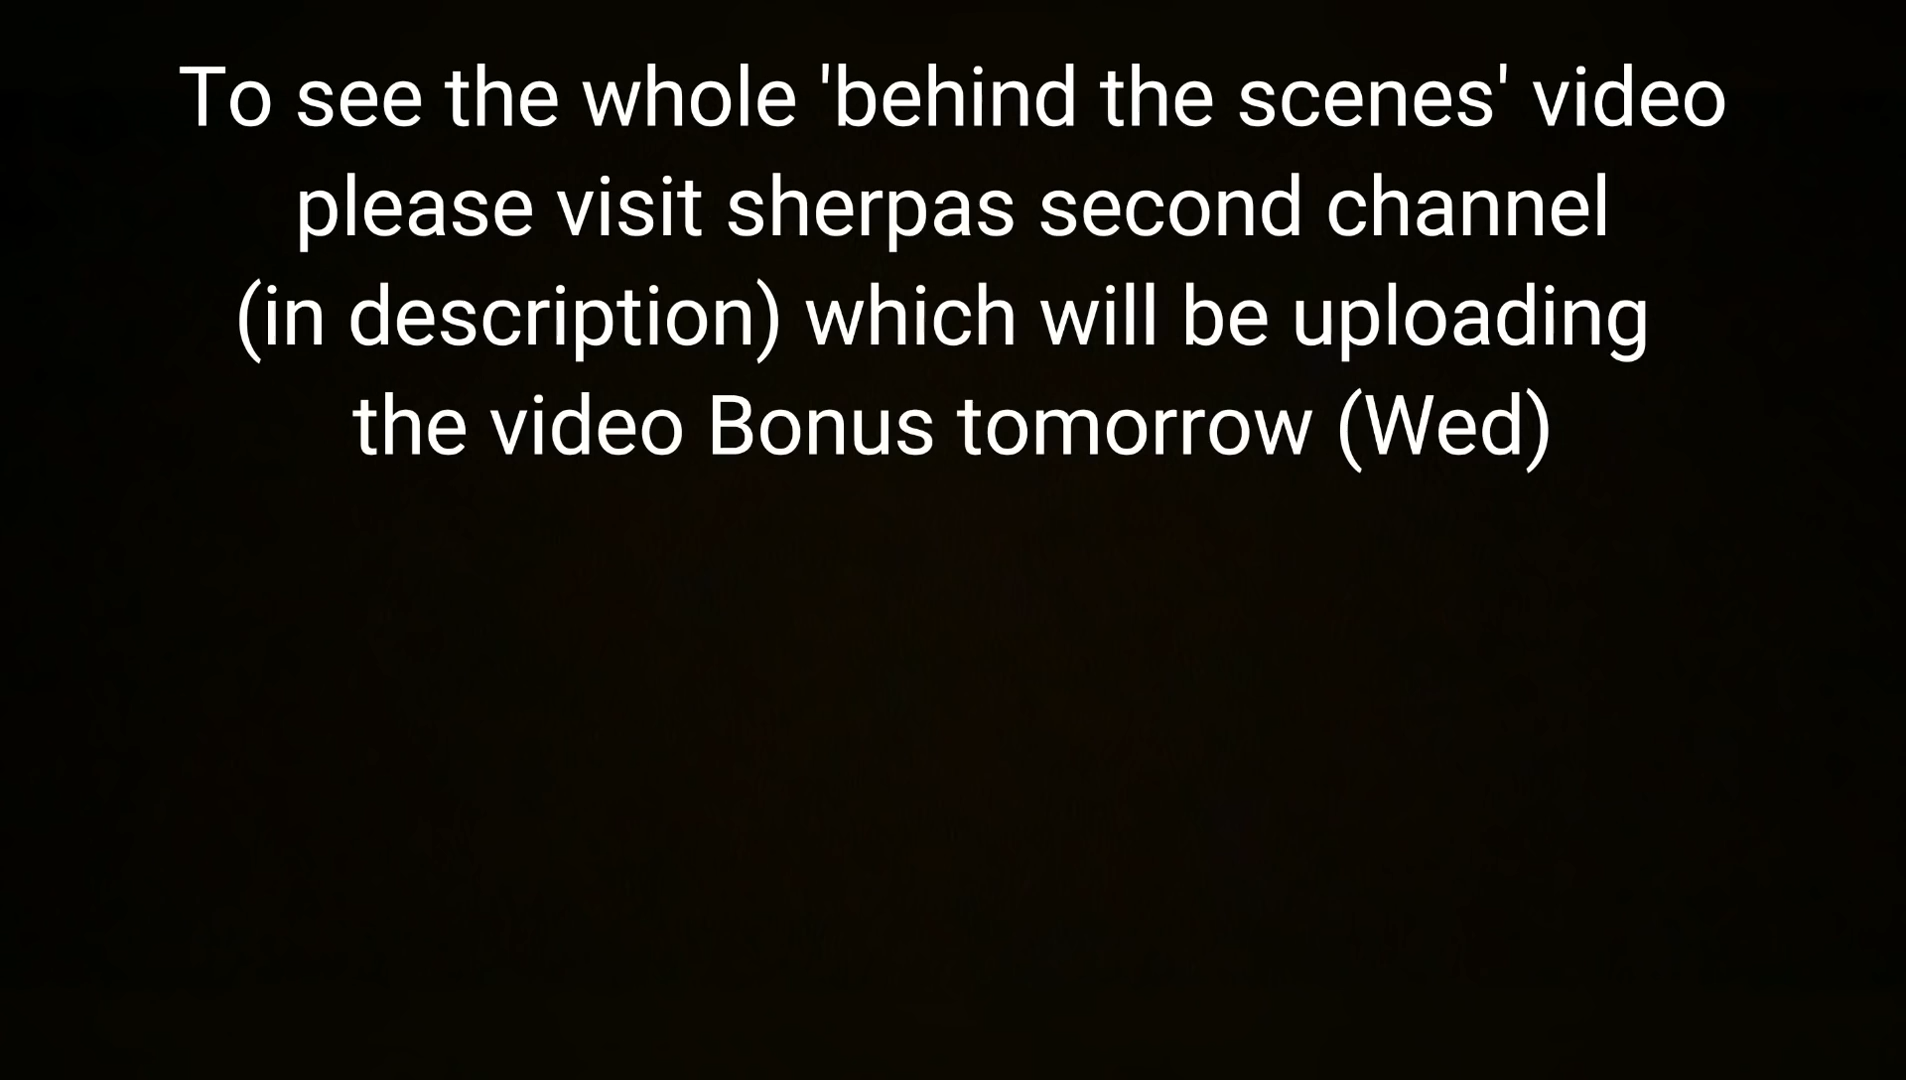 To see the whole 'behind the scenes' video
please visit sherpas second channel
(in description) which will be uploading
the video Bonus tomorrow (Wed)